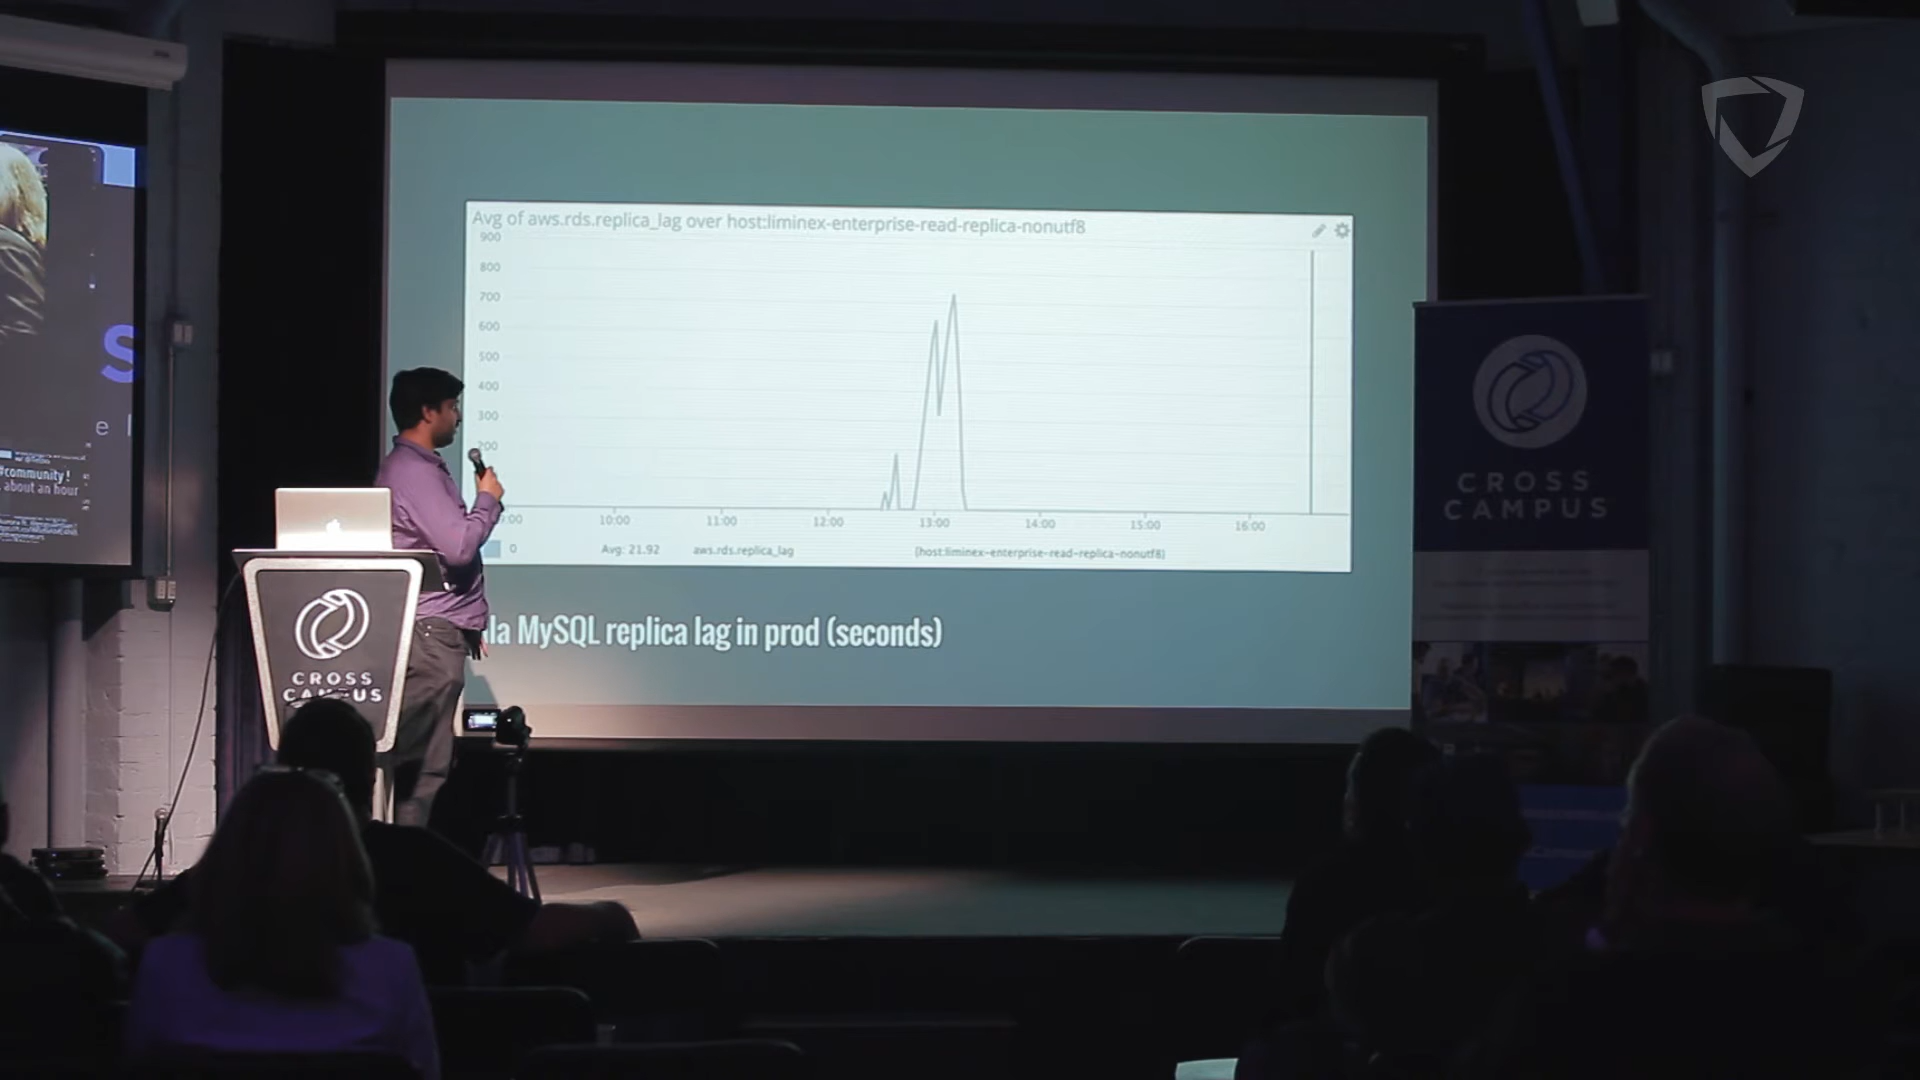 Avg of aws.rds.replica_lag over host:liminex-enterprise-read-replica-nonutf8
900
800
700
600
500
400
300
200
:00 10:00 11:00 12:00 13:00 14:00 15:00 16:00
0 Avg: 21.92 aws.rds.replica_lag {host:liminex-enterprise-read-replica-nonutf8}
la MySQL replica lag in prod (seconds)
S
e
#community!
about an hour
CROSS
CAMPUS
CROSS
CAMPUS